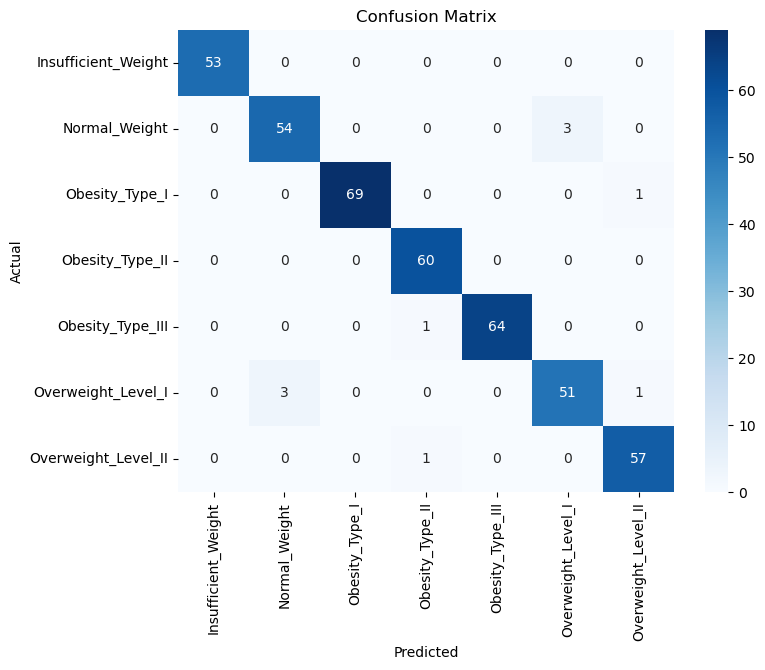 Confusion Matrix
Actual
Insufficient_Weight 53 0 0 0 0 0 0
Normal_Weight 0 54 0 0 0 3 0
Obesity_Type_I 0 0 69 0 0 0 1
Obesity_Type_II 0 0 0 60 0 0 0
Obesity_Type_III 0 0 0 1 64 0 0
Overweight_Level_I 0 3 0 0 0 51 1
Overweight_Level_II 0 0 0 1 0 0 57
Insufficient_Weight
Normal_Weight
Obesity_Type_I
Obesity_Type_II
Obesity_Type_III
Overweight_Level_I
Overweight_Level_II
Predicted
60
50
40
30
20
10
0